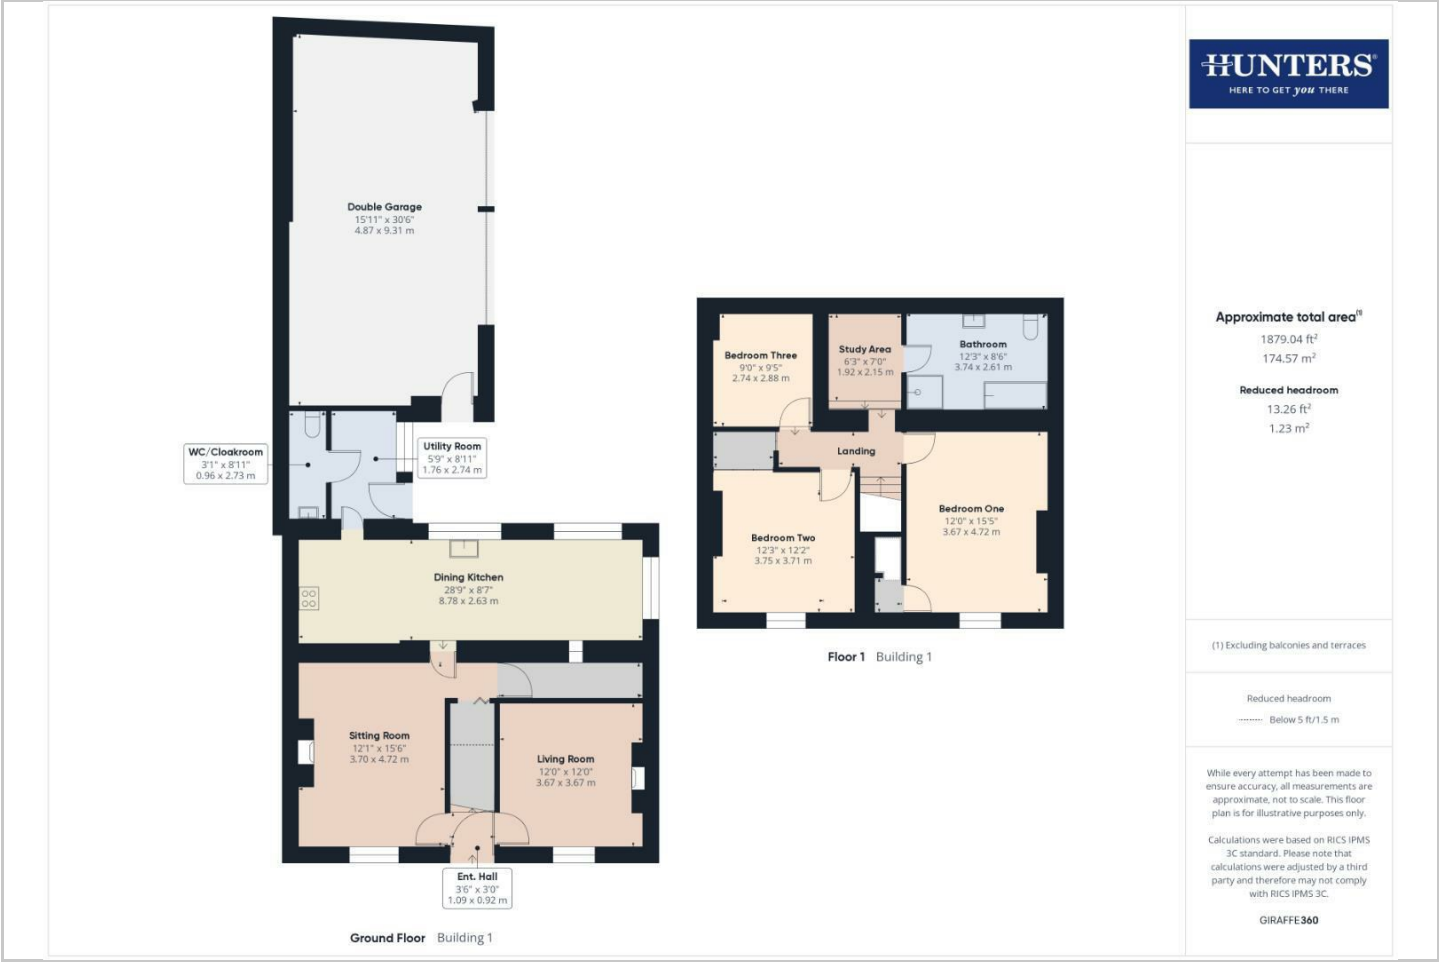 Double Garage
15'11" x 30'6"
4.87 x 9.31 m
WC/Cloakroom
3'1" x 8'11"
0.96 x 2.73 m
Utility Room
5'9" x 8'11"
1.76 x 2.74 m
Dining Kitchen
28'9" x 8'7"
8.78 x 2.63 m
Sitting Room
12'1" x 15'6"
3.70 x 4.72 m
Living Room
12'0" x 12'0"
3.67 x 3.67 m
Ent. Hall
3'6" x 3'0"
1.09 x 0.92 m
Ground Floor Building 1
Bedroom Three
9'0" x 9'5"
2.74 x 2.88 m
Study Area
6'3" x 7'0"
1.92 x 2.15 m
Bathroom
12'3" x 8'6"
3.74 x 2.61 m
Landing
Bedroom One
12'0" x 15'5"
3.67 x 4.72 m
Bedroom Two
12'3" x 12'2"
3.75 x 3.71 m
Floor 1 Building 1
HUNTERS®
HERE TO GET you THERE
Approximate total area(1)
1879.04 ft²
174.57 m²
Reduced headroom
13.26 ft²
1.23 m²
(1) Excluding balconies and terraces
Reduced headroom
Below 5 ft/1.5 m
While every attempt has been made to
ensure accuracy, all measurements are
approximate, not to scale. This floor
plan is for illustrative purposes only.
Calculations were based on RICS IPMS
3C standard. Please note that
calculations were adjusted by a third
party and therefore may not comply
with RICS IPMS 3C.
GIRAFFE360